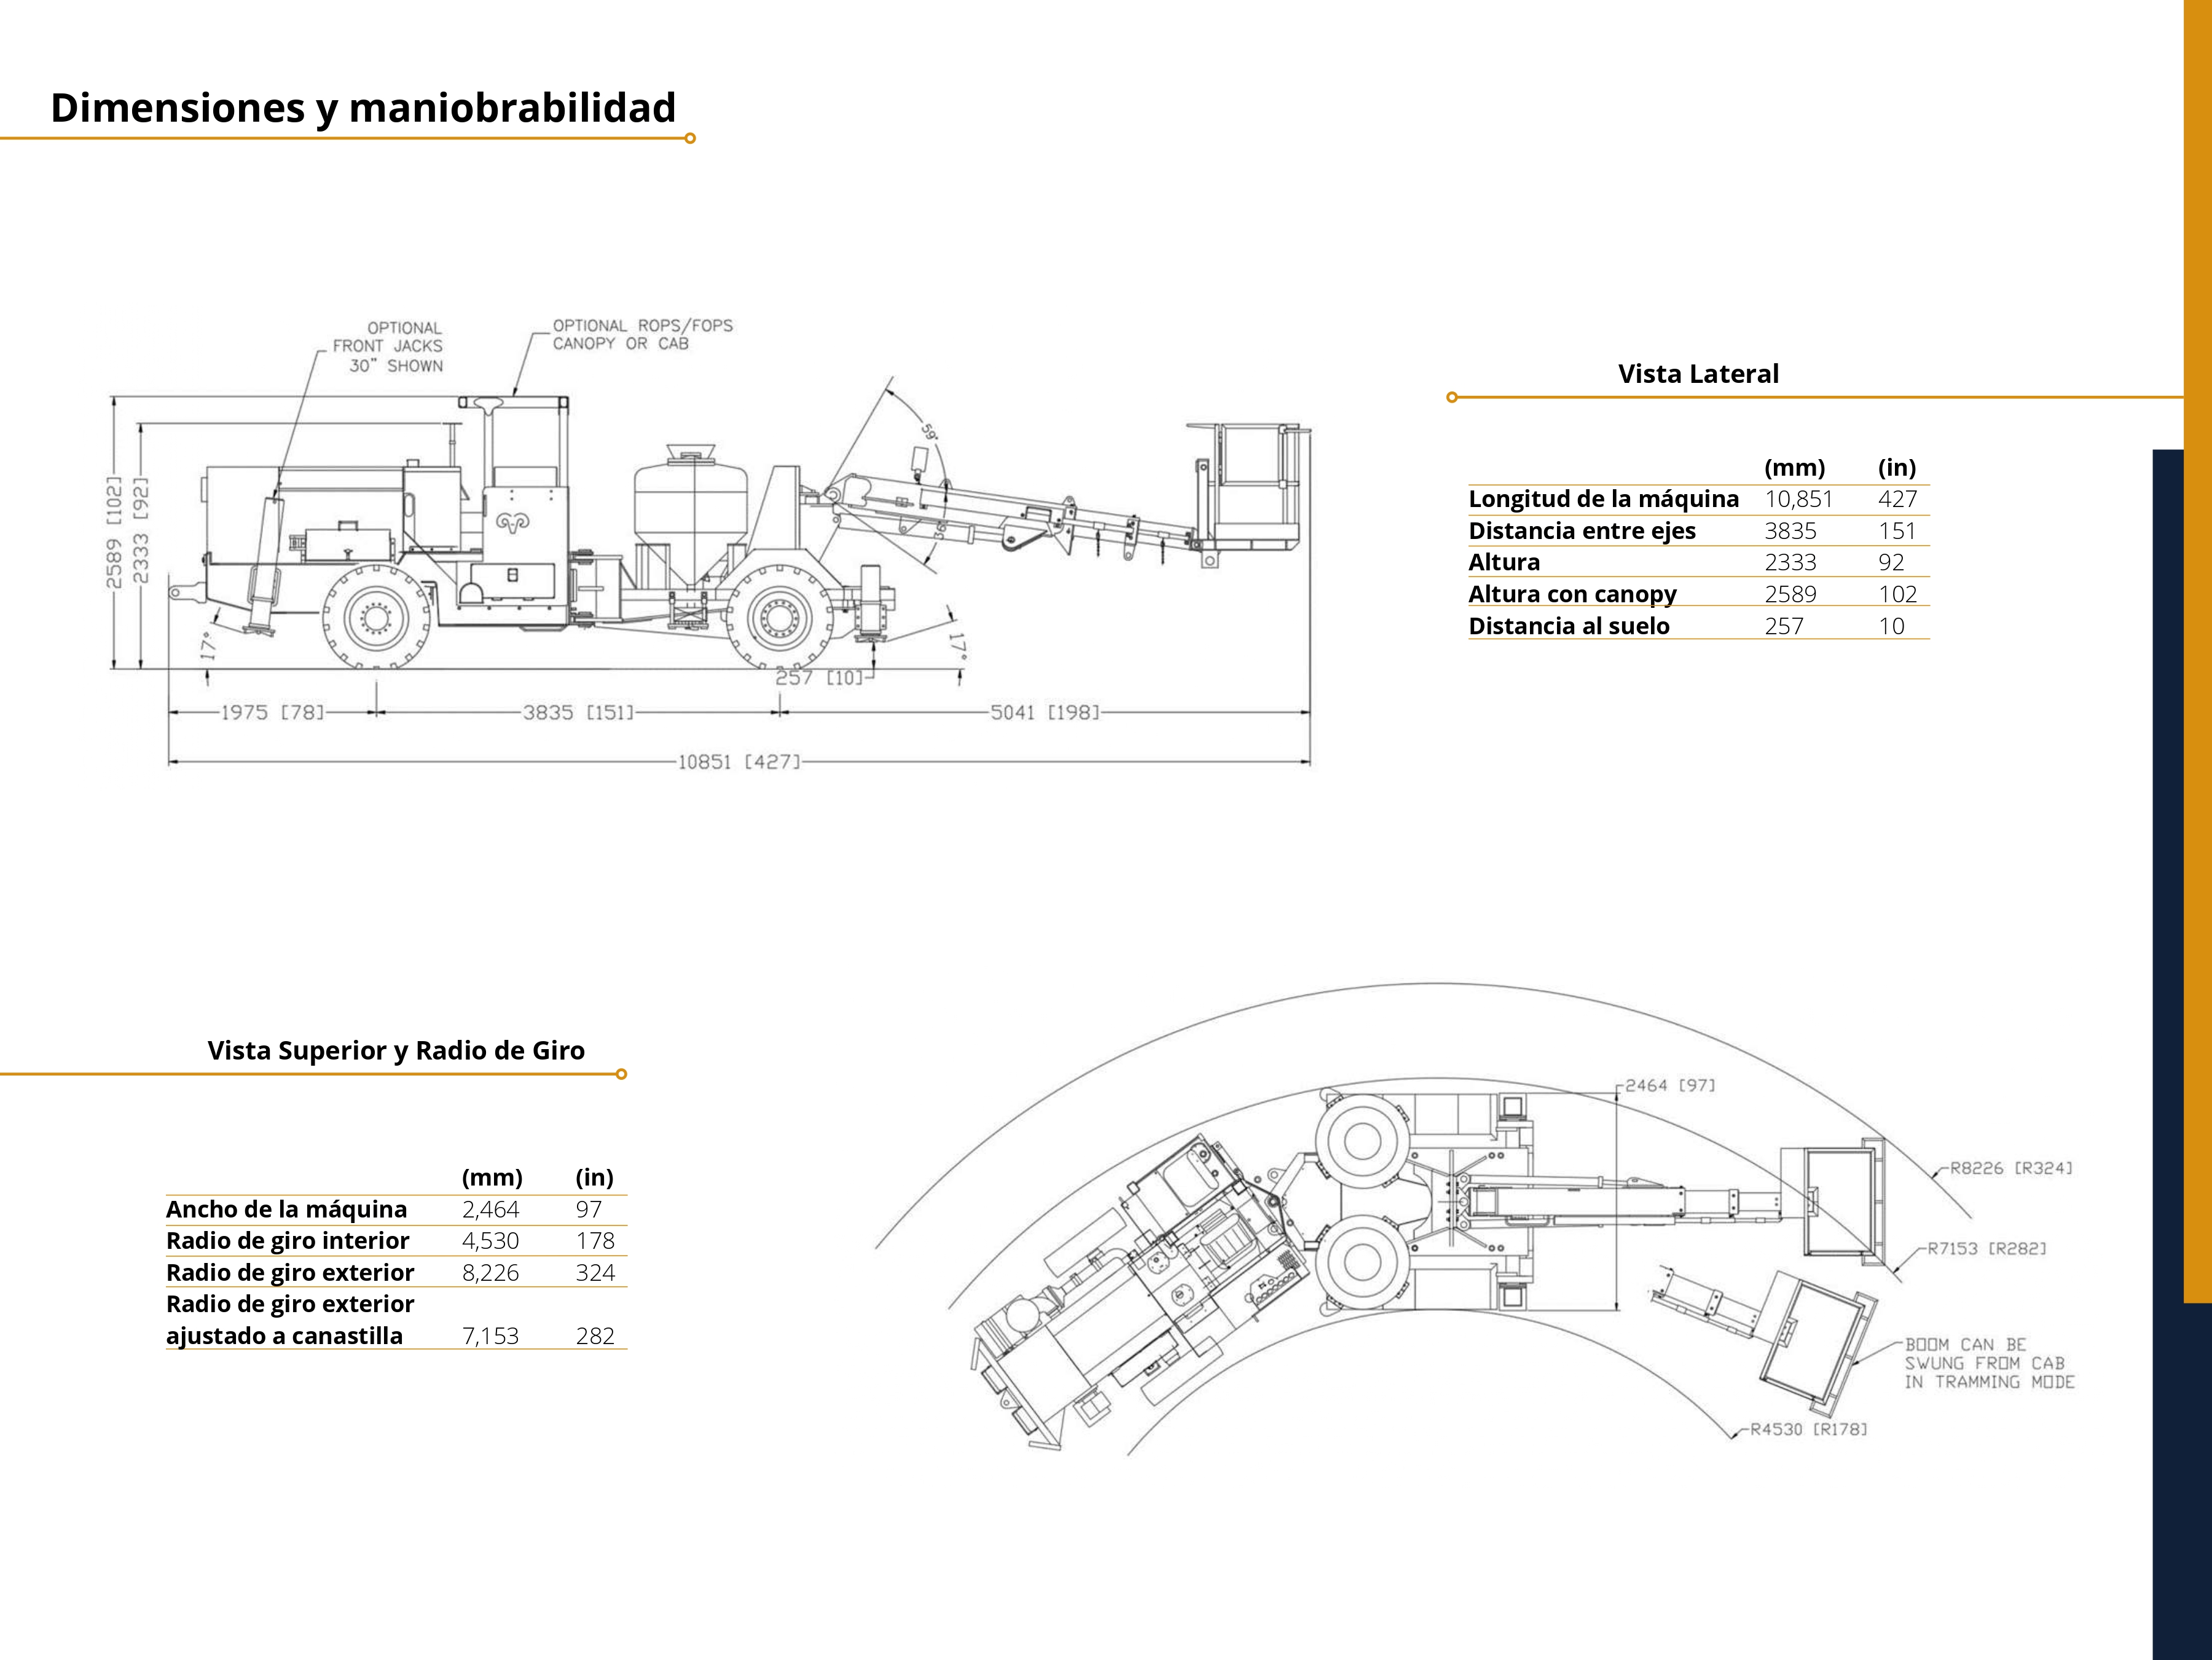 Dimensiones y maniobrabilidad
OPTIONAL
FRONT JACKS
30" SHOWN
OPTIONAL ROPS/FOPS
CANOPY OR CAB
2589 [102]
2333 [92]
59°
17°
17°
257 [10]
1975 [78]
3835 [151]
5041 [198]
10851 [427]
Vista Lateral
(mm) (in)
Longitud de la máquina 10,851 427
Distancia entre ejes 3835 151
Altura 2333 92
Altura con canopy 2589 102
Distancia al suelo 257 10
Vista Superior y Radio de Giro
(mm) (in)
Ancho de la máquina 2,464 97
Radio de giro interior 4,530 178
Radio de giro exterior 8,226 324
Radio de giro exterior
ajustado a canastilla 7,153 282
2464 [97]
R8226 [R324]
R7153 [R282]
BOOM CAN BE
SWUNG FROM CAB
IN TRAMMING MODE
R4530 [R178]